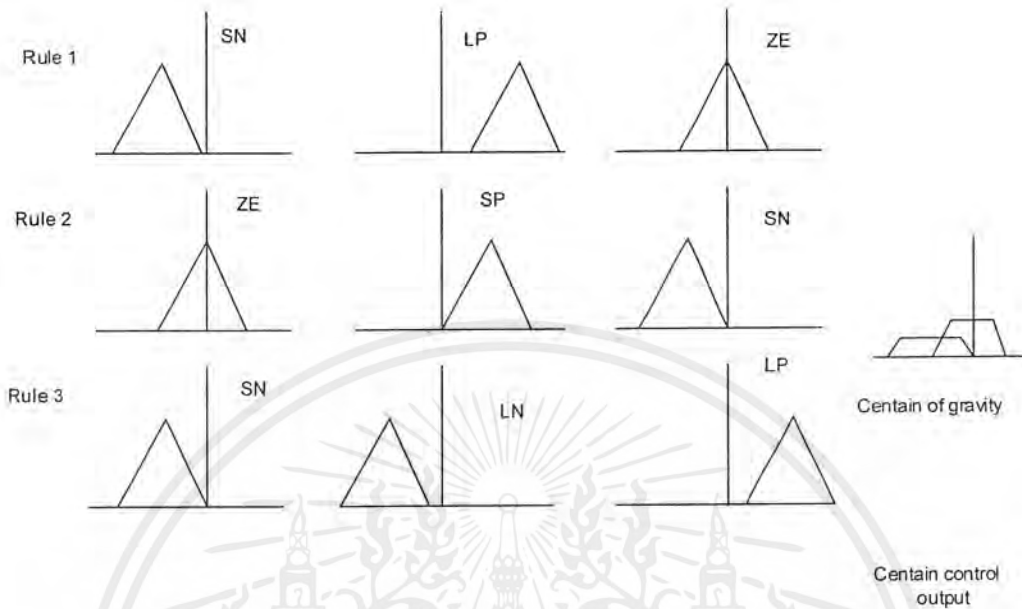 Rule 1
SN
LP
ZE
Rule 2
ZE
SP
SN
Rule 3
SN
LN
LP
Centain of gravity
Centain control
output